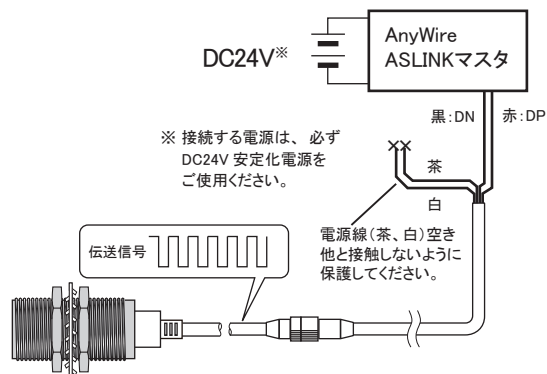 AnyWire
ASLINKマスタ
DC24V※
黒:DN
赤:DP
※ 接続する電源は、必ず
DC24V 安定化電源を
ご使用ください。
茶
白
電源線(茶、白)空き
他と接触しないように
保護してください。
伝送信号